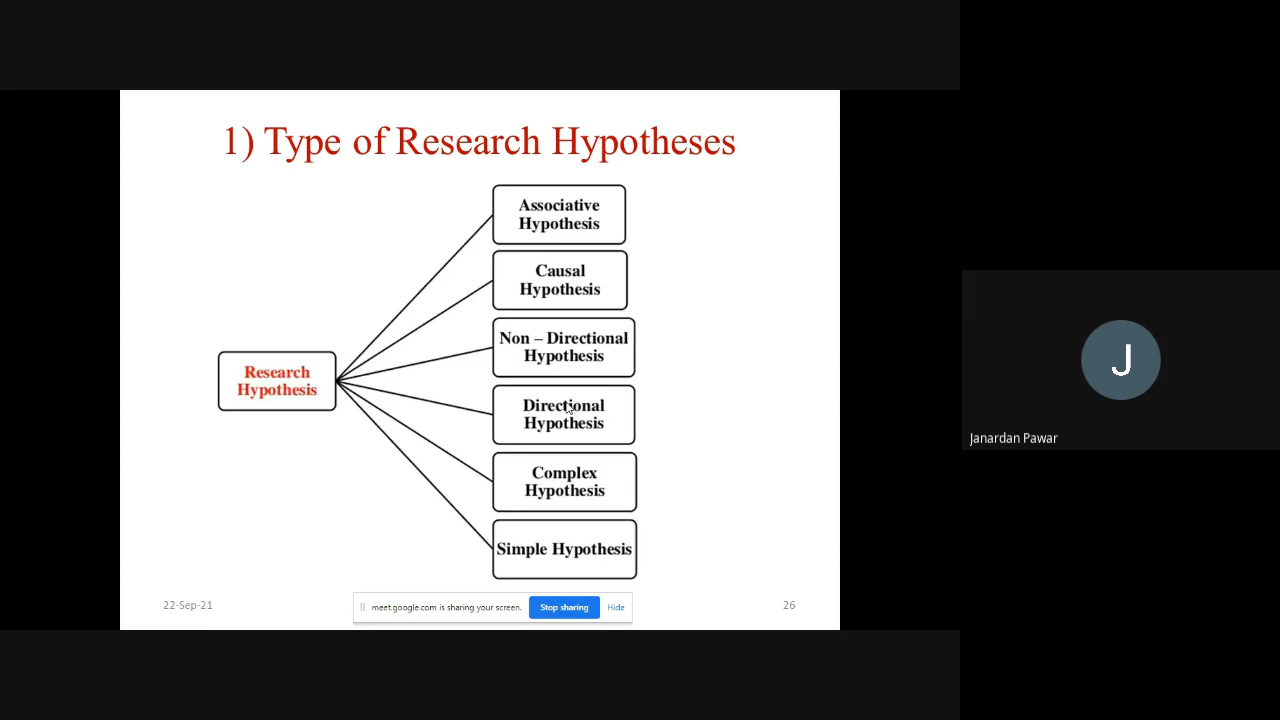 1) Type of Research Hypotheses
Associative
Hypothesis
Causal
Hypothesis
Non – Directional
Hypothesis
Research
Hypothesis
Directional
Hypothesis
Complex
Hypothesis
Simple Hypothesis
22-Sep-21
meet.google.com is sharing your screen.
Stop sharing
Hide
26
J
Janardan Pawar